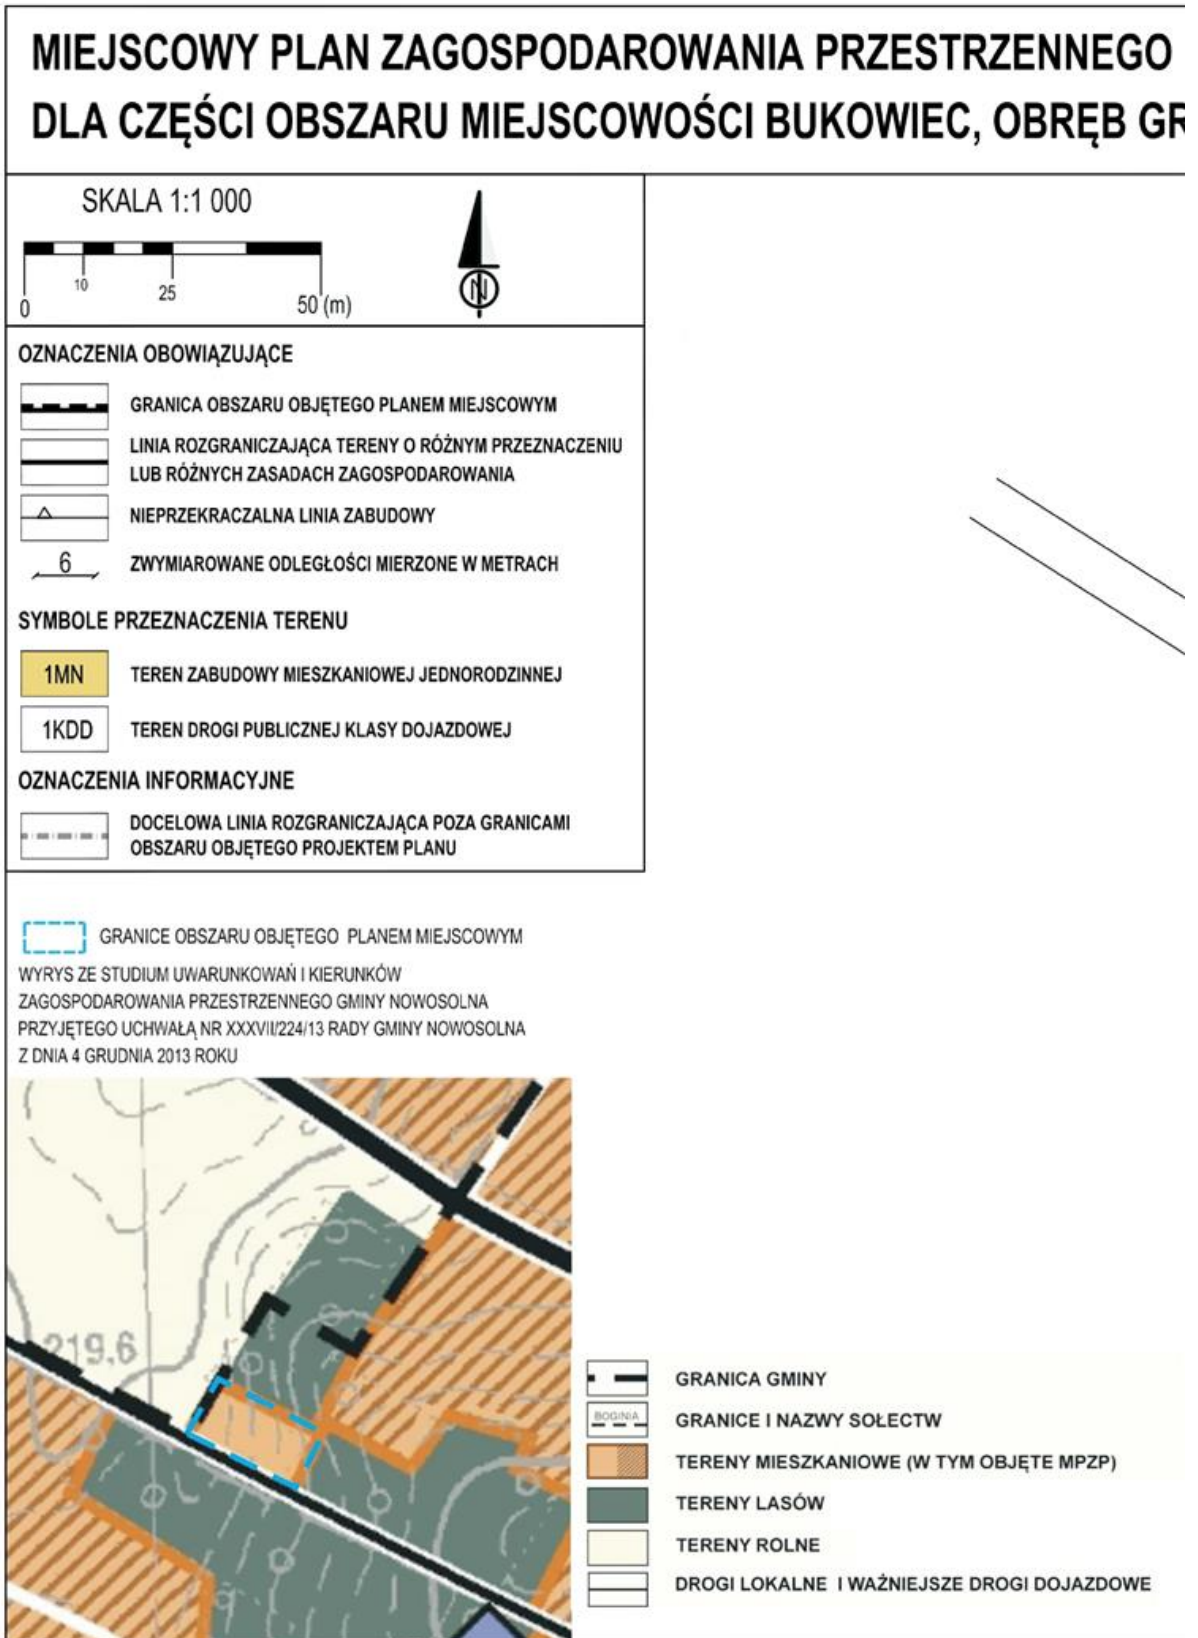 MIEJSCOWY PLAN ZAGOSPODAROWANIA PRZESTRZENNEGO
DLA CZĘŚCI OBSZARU MIEJSCOWOŚCI BUKOWIEC, OBRĘB GR
SKALA 1:1 000
0
10
25
50 (m)
N
OZNACZENIA OBOWIĄZUJĄCE
GRANICA OBSZARU OBJĘTEGO PLANEM MIEJSCOWYM
LINIA ROZGRANICZAJĄCA TERENY O RÓŻNYM PRZEZNACZENIU
LUB RÓŻNYCH ZASADACH ZAGOSPODAROWANIA
NIEPRZEKRACZALNA LINIA ZABUDOWY
6 ZWYMIAROWANE ODLEGŁOŚCI MIERZONE W METRACH
SYMBOLE PRZEZNACZENIA TERENU
1MN TEREN ZABUDOWY MIESZKANIOWEJ JEDNORODZINNEJ
1KDD TEREN DROGI PUBLICZNEJ KLASY DOJAZDOWEJ
OZNACZENIA INFORMACYJNE
DOCELOWA LINIA ROZGRANICZAJĄCA POZA GRANICAMI
OBSZARU OBJĘTEGO PROJEKTEM PLANU
GRANICE OBSZARU OBJĘTEGO PLANEM MIEJSCOWYM
WYRYS ZE STUDIUM UWARUNKOWAŃ I KIERUNKÓW
ZAGOSPODAROWANIA PRZESTRZENNEGO GMINY NOWOSOLNA
PRZYJĘTEGO UCHWAŁĄ NR XXXVII/224/13 RADY GMINY NOWOSOLNA
Z DNIA 4 GRUDNIA 2013 ROKU
219,6
GRANICA GMINY
BOGINIA GRANICE I NAZWY SOŁECTW
TERENY MIESZKANIOWE (W TYM OBJĘTE MPZP)
TERENY LASÓW
TERENY ROLNE
DROGI LOKALNE I WAŻNIEJSZE DROGI DOJAZDOWE